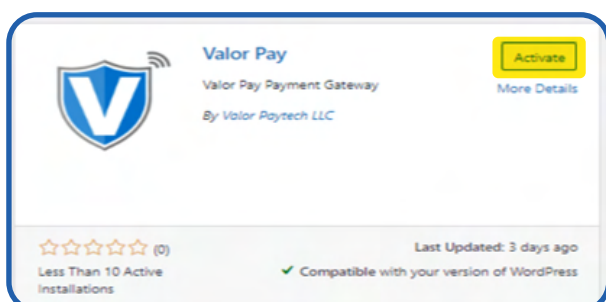 Valor Pay
Activate
Valor Pay Payment Gateway
More Details
By Valor Paytech LLC
V
(0)
Last Updated: 3 days ago
Less Than 10 Active
Installations
Compatible with your version of WordPress